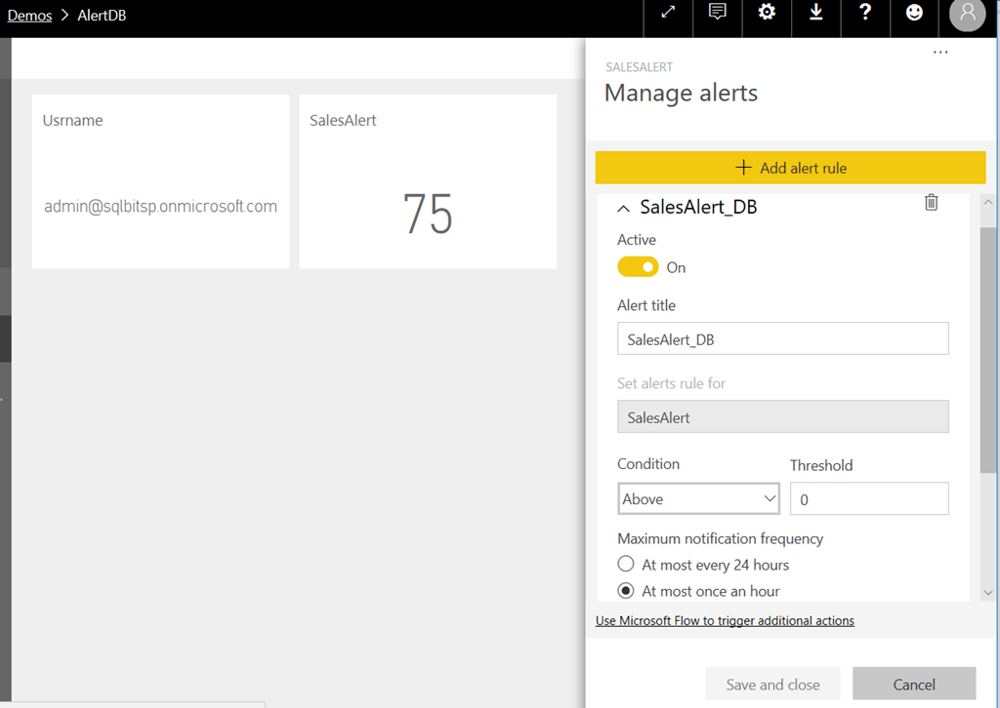 Demos > AlertDB
Usrname
admin@sqlbitsp.onmicrosoft.com
SalesAlert
75
SALESALERT
Manage alerts
+ Add alert rule
SalesAlert_DB
Active
On
Alert title
SalesAlert_DB
Set alerts rule for
SalesAlert
Condition
Threshold
Above
0
Maximum notification frequency
At most every 24 hours
At most once an hour
Use Microsoft Flow to trigger additional actions
Save and close
Cancel